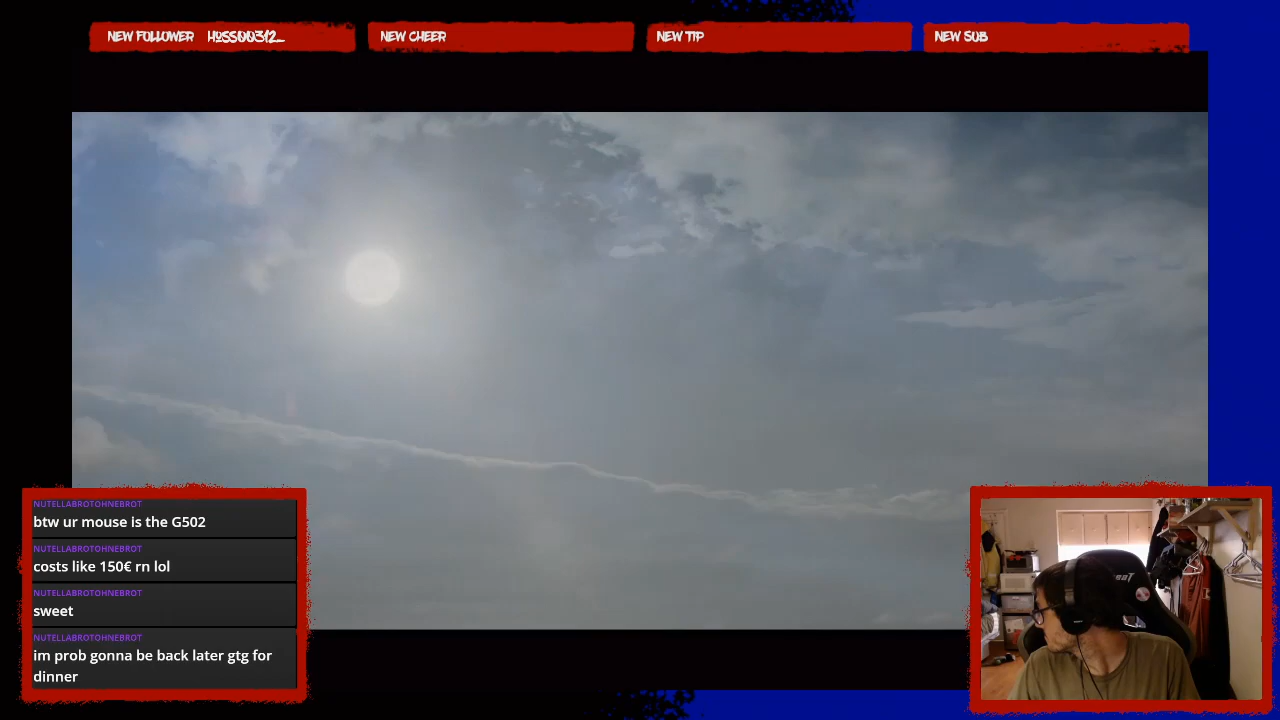 NEW FOLLOWER HUSS00312_
NEW CHEER
NEW TIP
NEW SUB
NUTELLABROTOHNEBROT
btw ur mouse is the G502
NUTELLABROTOHNEBROT
costs like 150€ rn lol
NUTELLABROTOHNEBROT
sweet
NUTELLABROTOHNEBROT
im prob gonna be back later gtg for
dinner